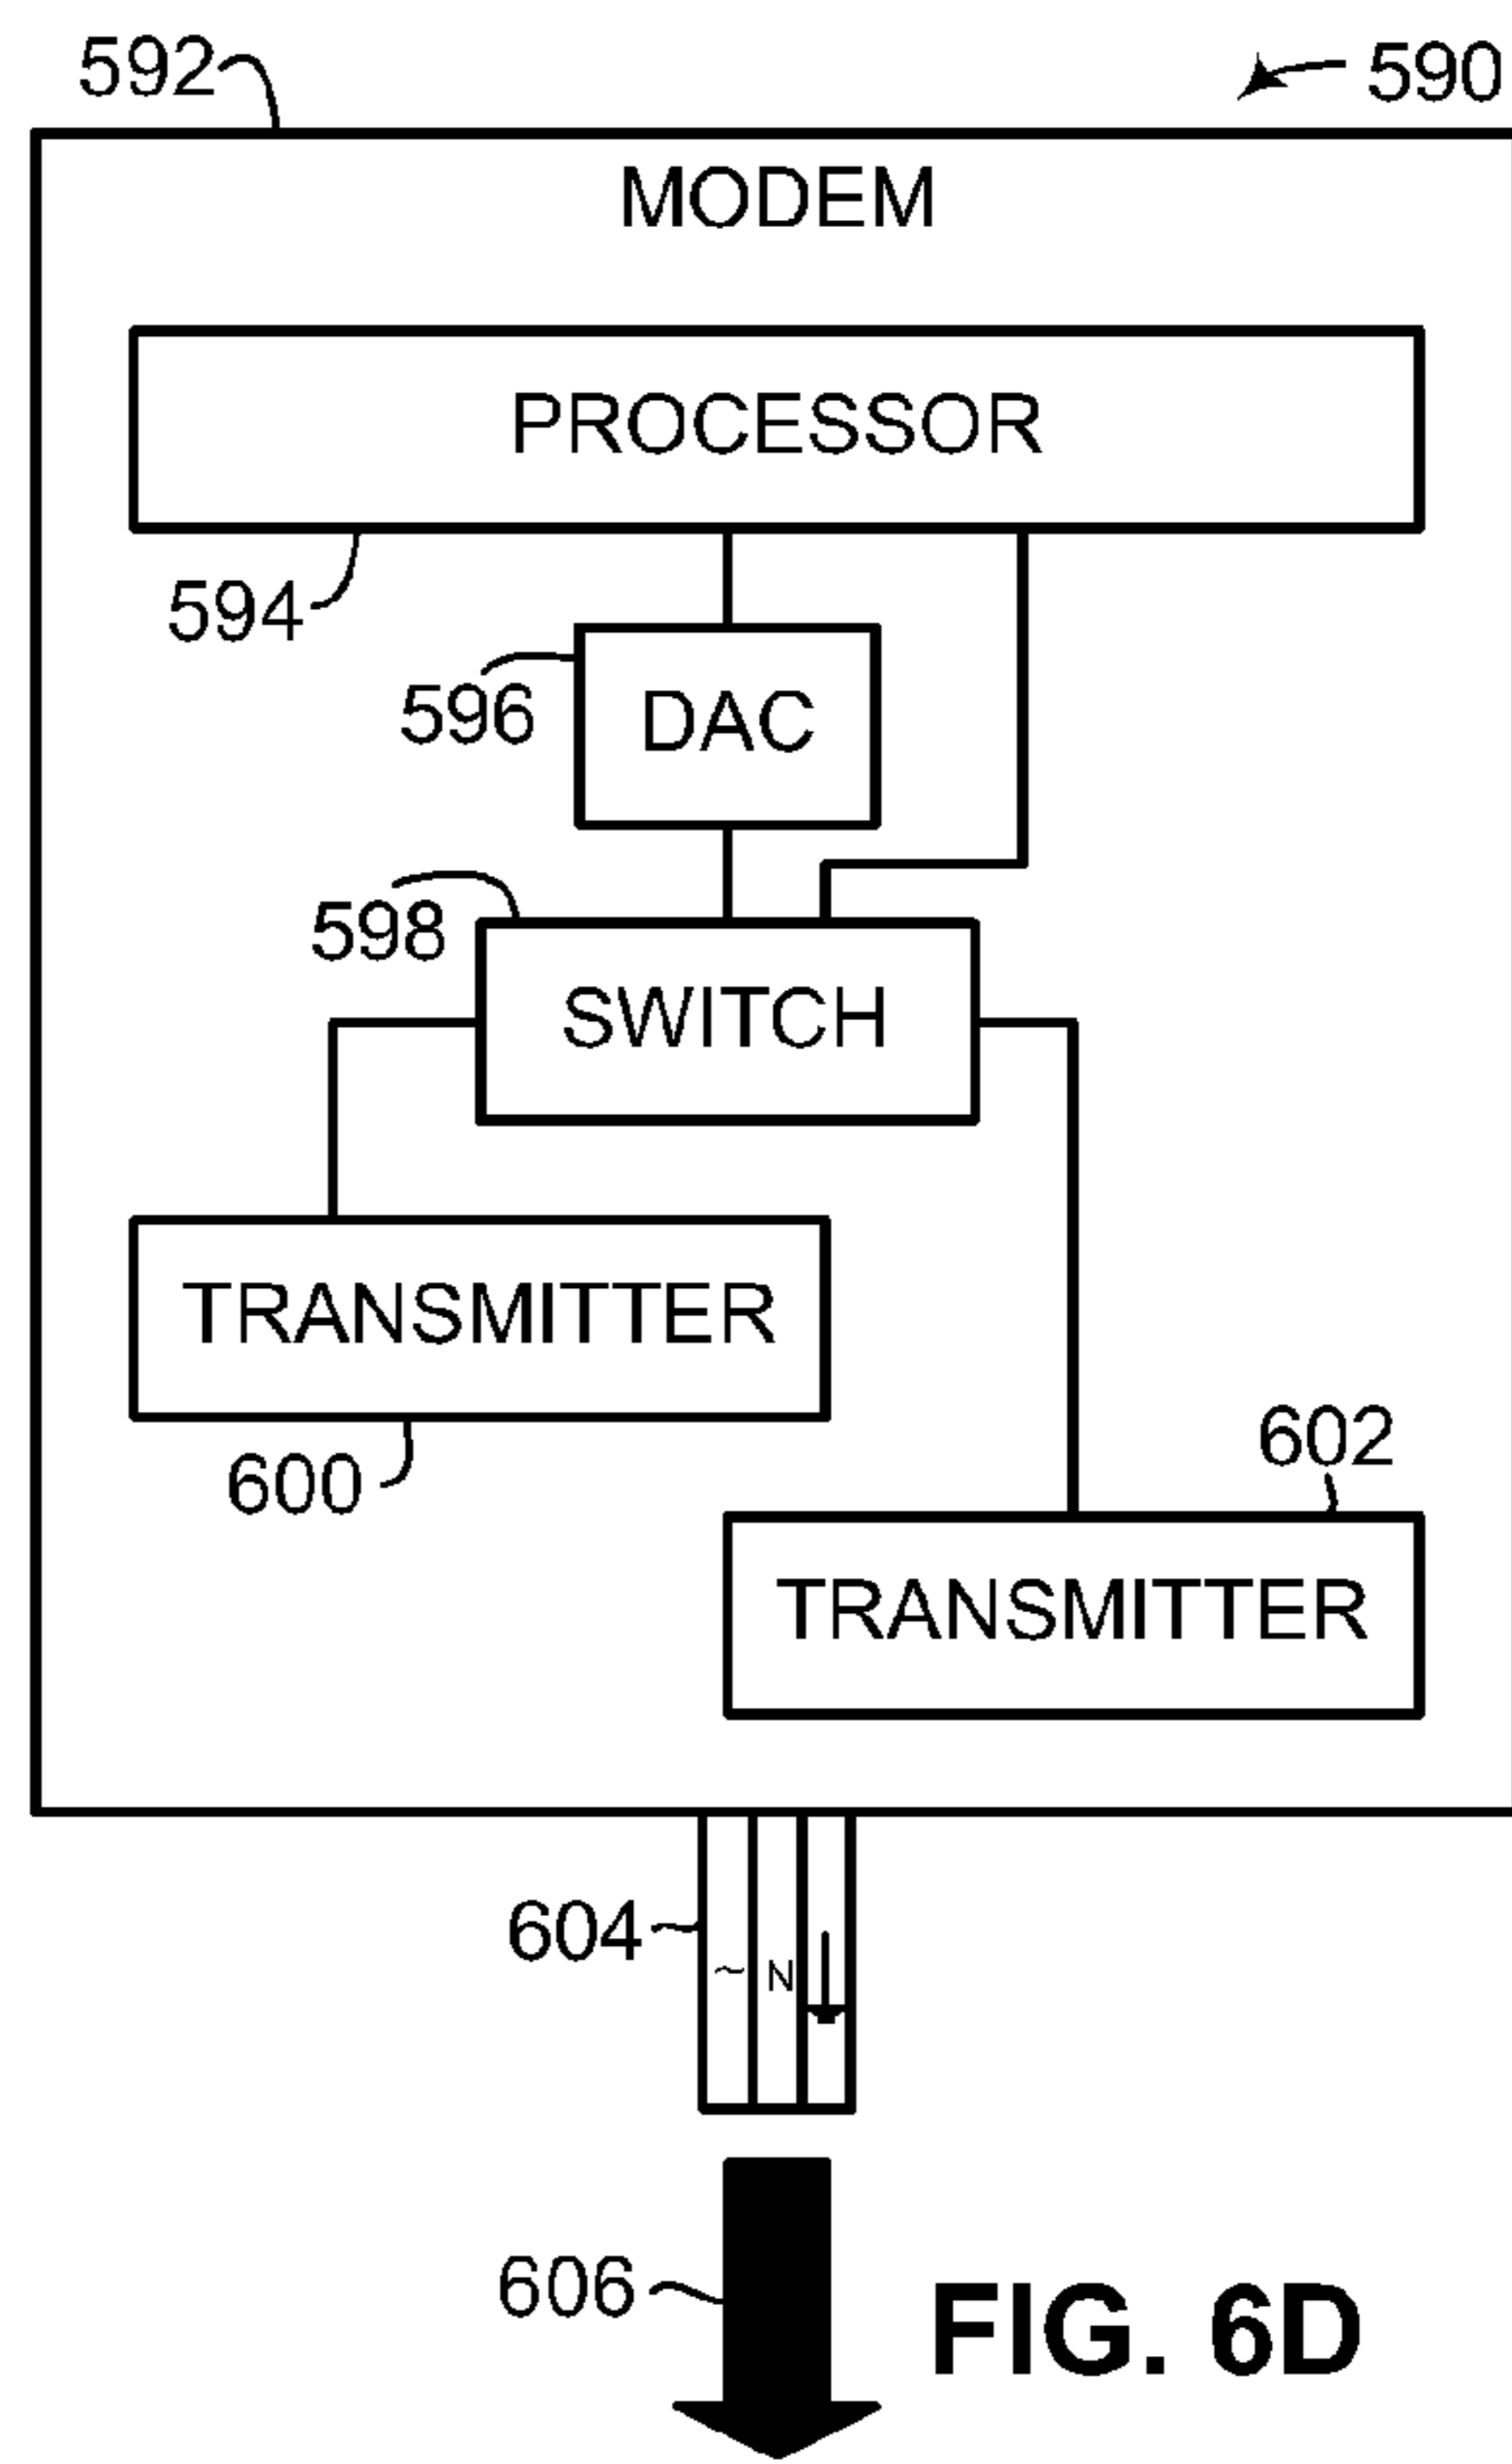 592
590
MODEM
PROCESSOR
594
596
DAC
598
SWITCH
TRANSMITTER
600
602
TRANSMITTER
604
~ N
606
FIG. 6D